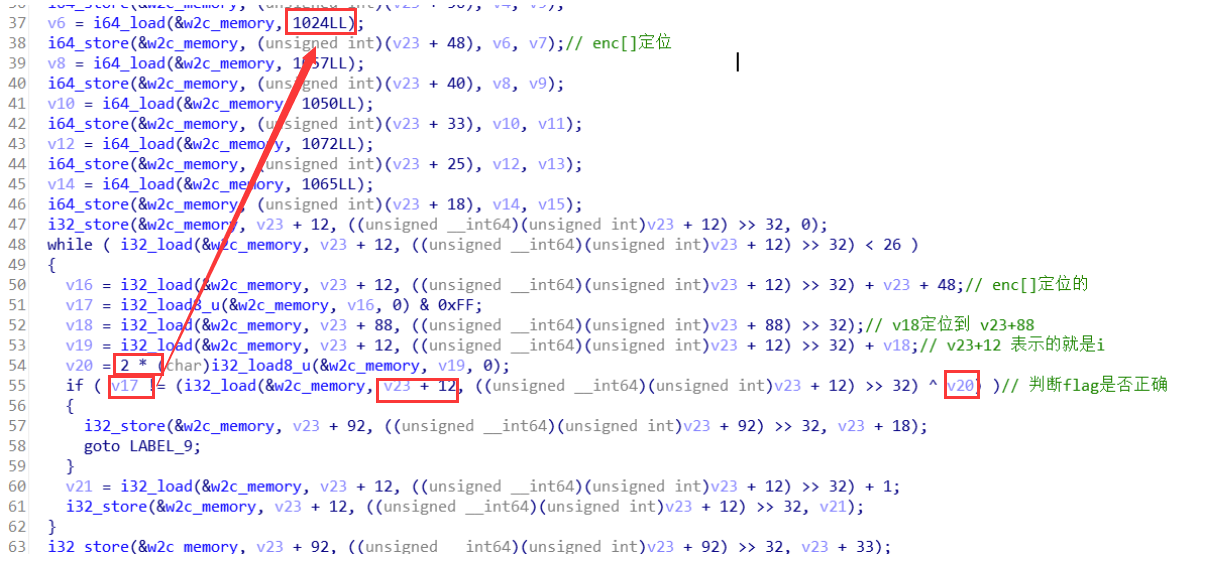 37 v6 = i64_load(&w2c_memory, 1024LL);
38 i64_store(&w2c_memory, (unsigned int)(v23 + 48), v6, v7);// enc[]定位
39 v8 = i64_load(&w2c_memory, 1057LL);
40 i64_store(&w2c_memory, (unsigned int)(v23 + 40), v8, v9);
41 v10 = i64_load(&w2c_memory, 1050LL);
42 i64_store(&w2c_memory, (unsigned int)(v23 + 33), v10, v11);
43 v12 = i64_load(&w2c_memory, 1072LL);
44 i64_store(&w2c_memory, (unsigned int)(v23 + 25), v12, v13);
45 v14 = i64_load(&w2c_memory, 1065LL);
46 i64_store(&w2c_memory, (unsigned int)(v23 + 18), v14, v15);
47 i32_store(&w2c_memory, v23 + 12, ((unsigned __int64)(unsigned int)v23 + 12) >> 32, 0);
48 while ( i32_load(&w2c_memory, v23 + 12, ((unsigned __int64)(unsigned int)v23 + 12) >> 32) < 26 )
49 {
50 v16 = i32_load(&w2c_memory, v23 + 12, ((unsigned __int64)(unsigned int)v23 + 12) >> 32) + v23 + 48;// enc[]定位的
51 v17 = i32_load8_u(&w2c_memory, v16, 0) & 0xFF;
52 v18 = i32_load(&w2c_memory, v23 + 88, ((unsigned __int64)(unsigned int)v23 + 88) >> 32);// v18定位到 v23+88
53 v19 = i32_load(&w2c_memory, v23 + 12, ((unsigned __int64)(unsigned int)v23 + 12) >> 32) + v18;// v23+12 表示的就是i
54 v20 = 2 * (char)i32_load8_u(&w2c_memory, v19, 0);
55 if ( v17 != (i32_load(&w2c_memory, v23 + 12, ((unsigned __int64)(unsigned int)v23 + 12) >> 32) ^ v20) )// 判断flag是否正确
56 {
57 i32_store(&w2c_memory, v23 + 92, ((unsigned __int64)(unsigned int)v23 + 92) >> 32, v23 + 18);
58 goto LABEL_9;
59 }
60 v21 = i32_load(&w2c_memory, v23 + 12, ((unsigned __int64)(unsigned int)v23 + 12) >> 32) + 1;
61 i32_store(&w2c_memory, v23 + 12, ((unsigned __int64)(unsigned int)v23 + 12) >> 32, v21);
62 }
63 i32_store(&w2c_memory, v23 + 92, ((unsigned __int64)(unsigned int)v23 + 92) >> 32, v23 + 33);